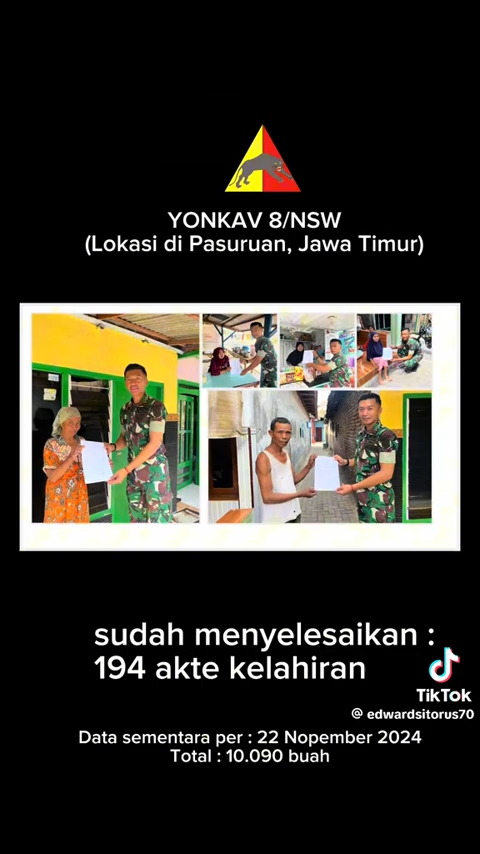 YONKAV 8/NSW
(Lokasi di Pasuruan, Jawa Timur)
sudah menyelesaikan :
194 akte kelahiran
TikTok
@ edwardsitorus70
Data sementara per : 22 Nopember 2024
Total : 10.090 buah